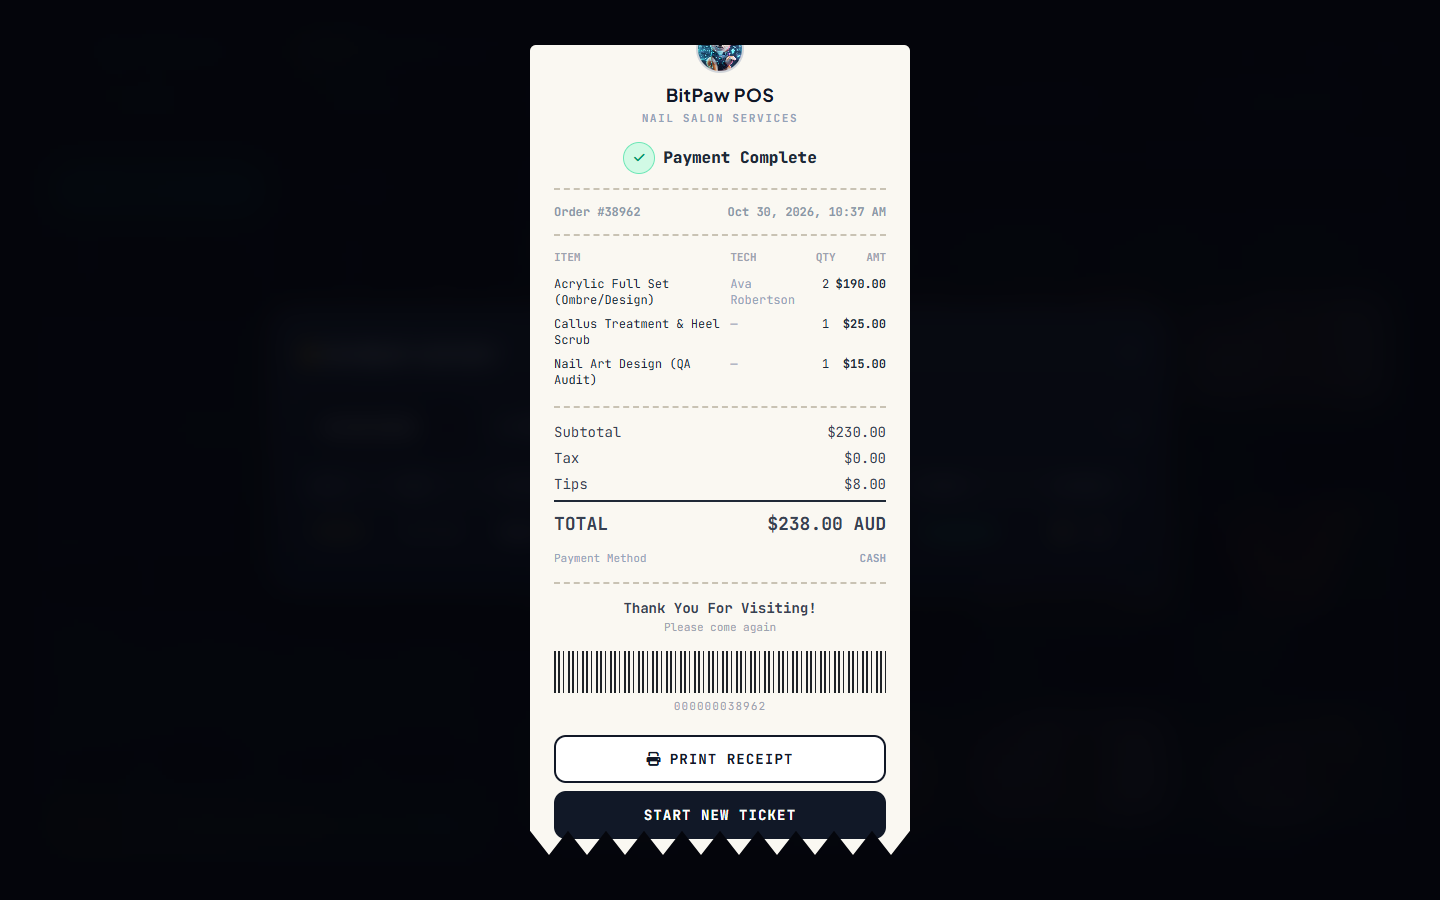 BitPaw POS
NAIL SALON SERVICES
Payment Complete
Order #38962 Oct 30, 2026, 10:37 AM
ITEM TECH QTY AMT
Acrylic Full Set Ava 2 $190.00
(Ombre/Design) Robertson
Callus Treatment & Heel — 1 $25.00
Scrub
Nail Art Design (QA — 1 $15.00
Audit)
Subtotal $230.00
Tax $0.00
Tips $8.00
TOTAL $238.00 AUD
Payment Method CASH
Thank You For Visiting!
Please come again
000000038962
PRINT RECEIPT
START NEW TICKET